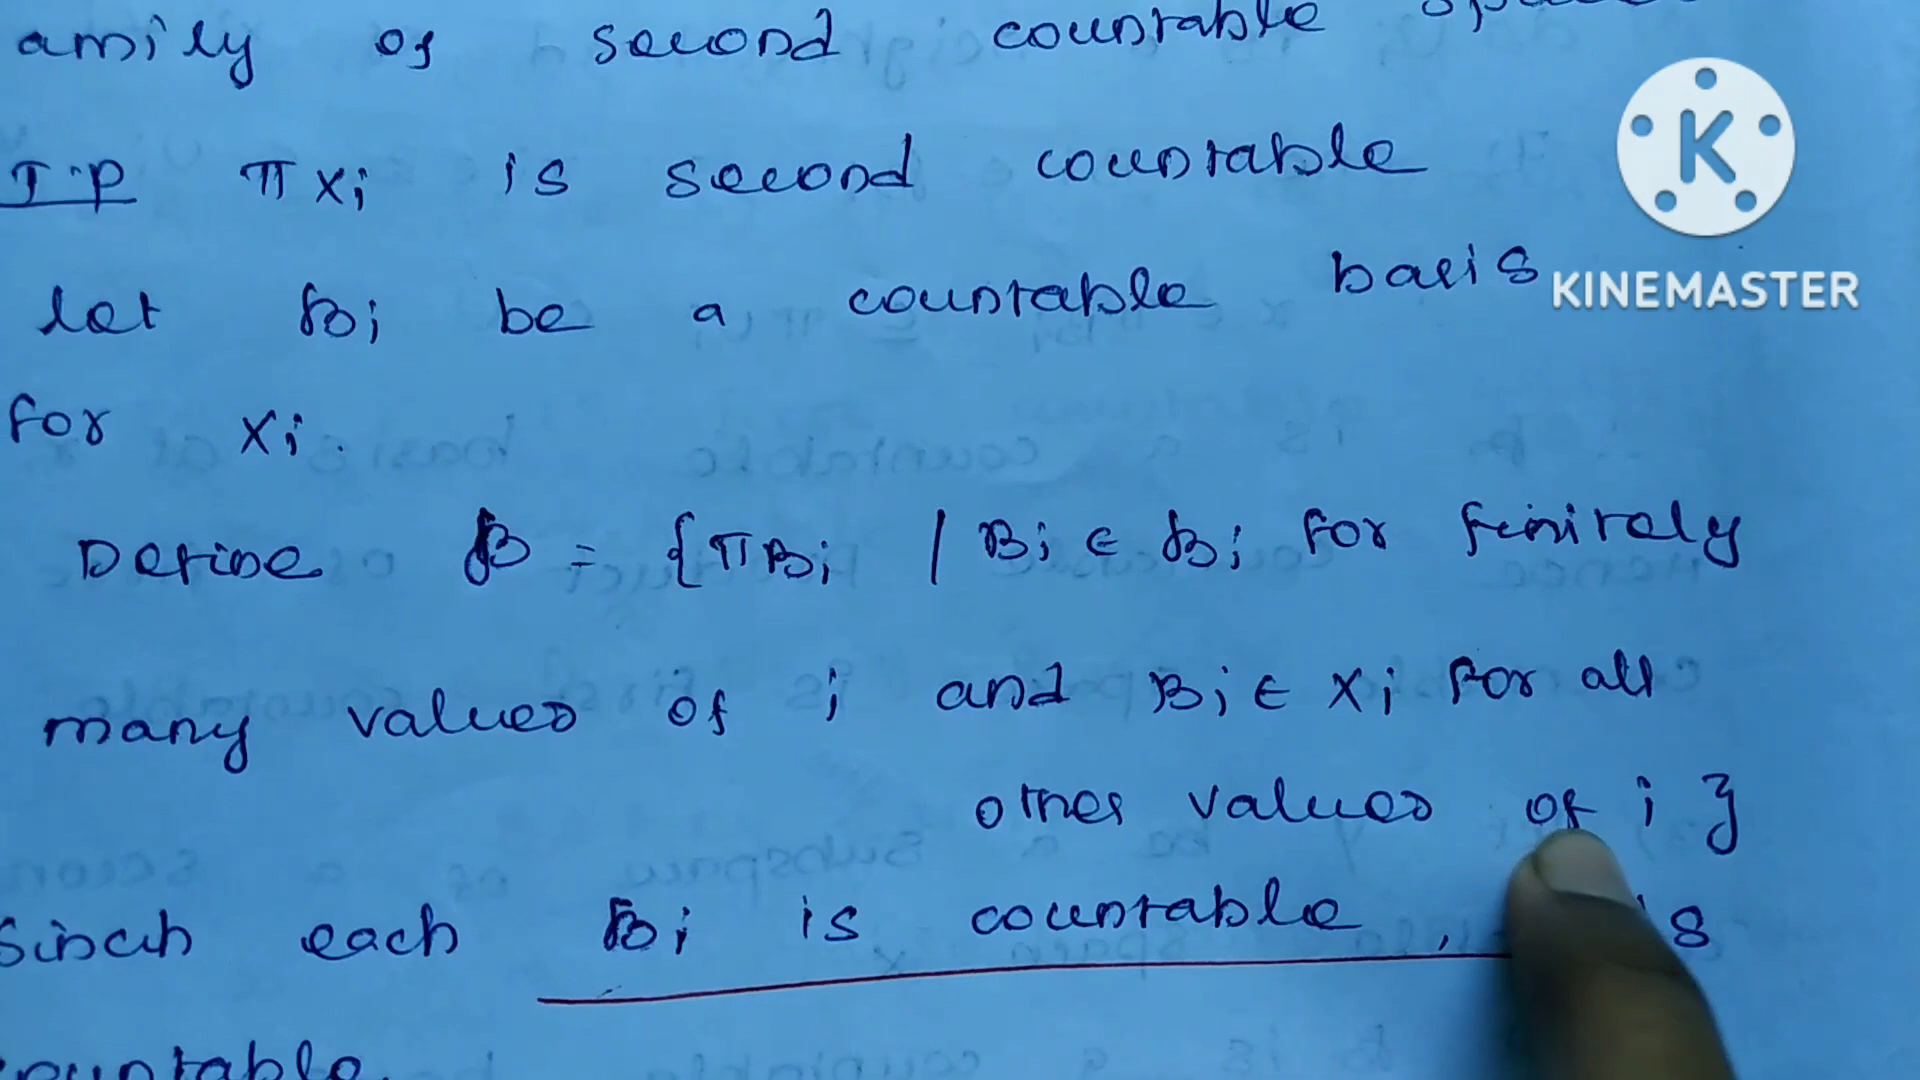 amily of second countable
T.P πXi is second countable
let 𝔅i be a countable basis
for Xi.
Define 𝔅 = {πBi / Bi ∈ 𝔅i for finitely
many values of i and Bi ∈ Xi for all
other values of i }
Since each 𝔅i is countable,
countable.
K
KINEMASTER